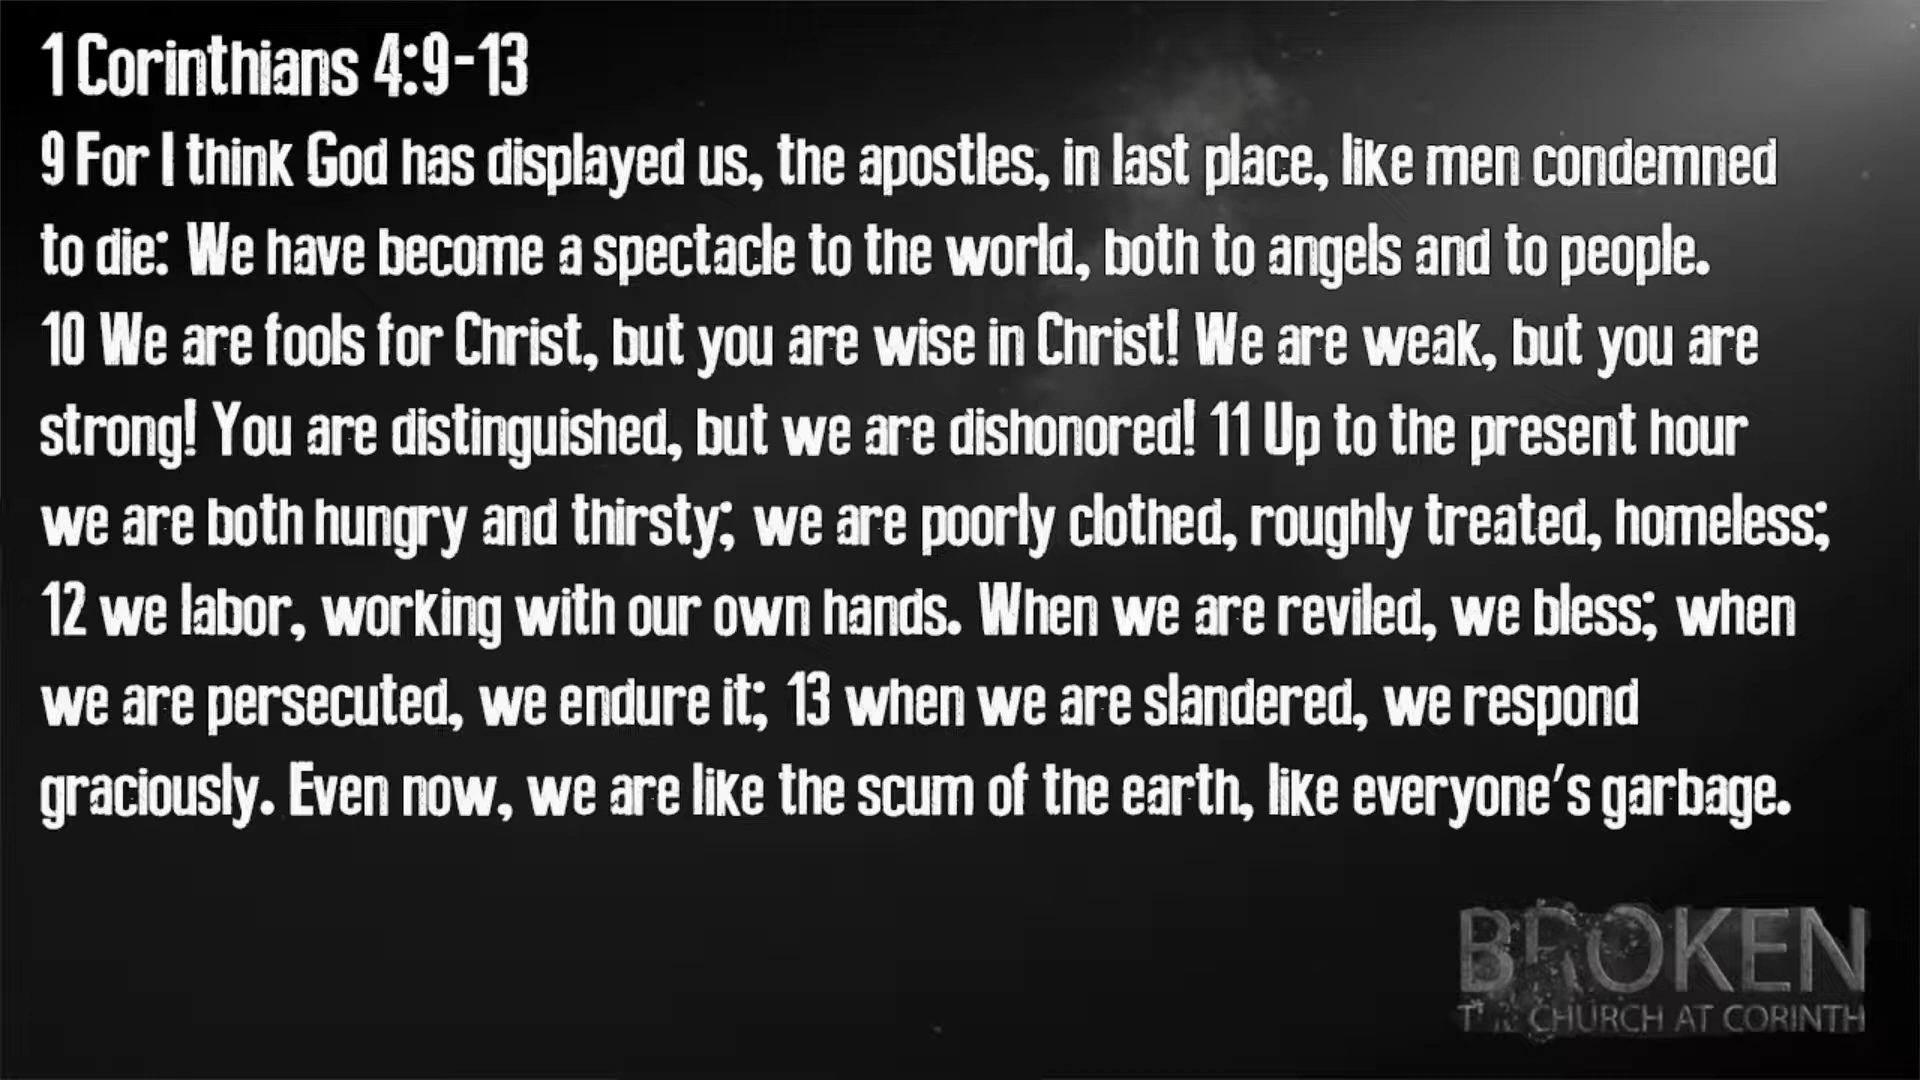 1 Corinthians 4:9-13
9 For I think God has displayed us, the apostles, in last place, like men condemned
to die: We have become a spectacle to the world, both to angels and to people.
10 We are fools for Christ, but you are wise in Christ! We are weak, but you are
strong! You are distinguished, but we are dishonored! 11 Up to the present hour
we are both hungry and thirsty; we are poorly clothed, roughly treated, homeless;
12 we labor, working with our own hands. When we are reviled, we bless; when
we are persecuted, we endure it; 13 when we are slandered, we respond
graciously. Even now, we are like the scum of the earth, like everyone's garbage.
BROKEN
THE CHURCH AT CORINTH